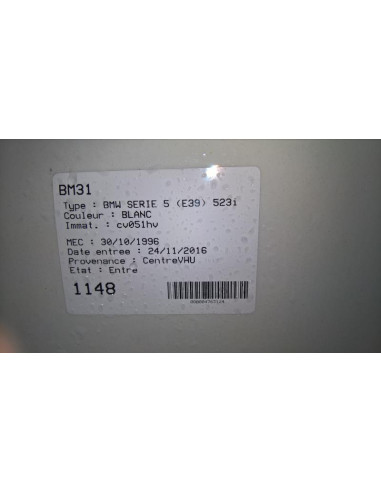 BM31
Type : BMW SERIE 5 (E39) 523i
Couleur : BLANC
Immat. : cv051hv
MEC : 30/10/1996
Date entree : 24/11/2016
Provenance : CentreVHU
Etat : Entre
1148